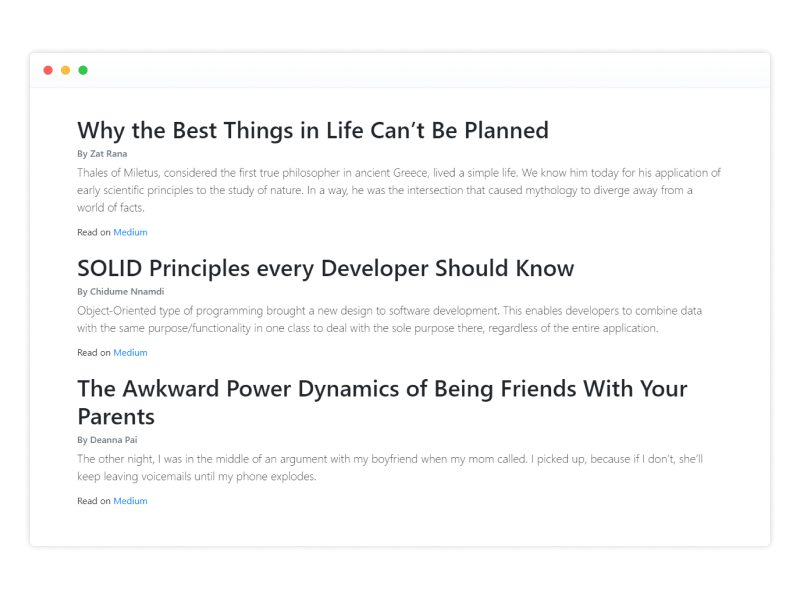 Why the Best Things in Life Can’t Be Planned
By Zat Rana
Thales of Miletus, considered the first true philosopher in ancient Greece, lived a simple life. We know him today for his application of
early scientific principles to the study of nature. In a way, he was the intersection that caused mythology to diverge away from a
world of facts.
Read on Medium
SOLID Principles every Developer Should Know
By Chidume Nnamdi
Object-Oriented type of programming brought a new design to software development. This enables developers to combine data
with the same purpose/functionality in one class to deal with the sole purpose there, regardless of the entire application.
Read on Medium
The Awkward Power Dynamics of Being Friends With Your
Parents
By Deanna Pai
The other night, I was in the middle of an argument with my boyfriend when my mom called. I picked up, because if I don’t, she’ll
keep leaving voicemails until my phone explodes.
Read on Medium